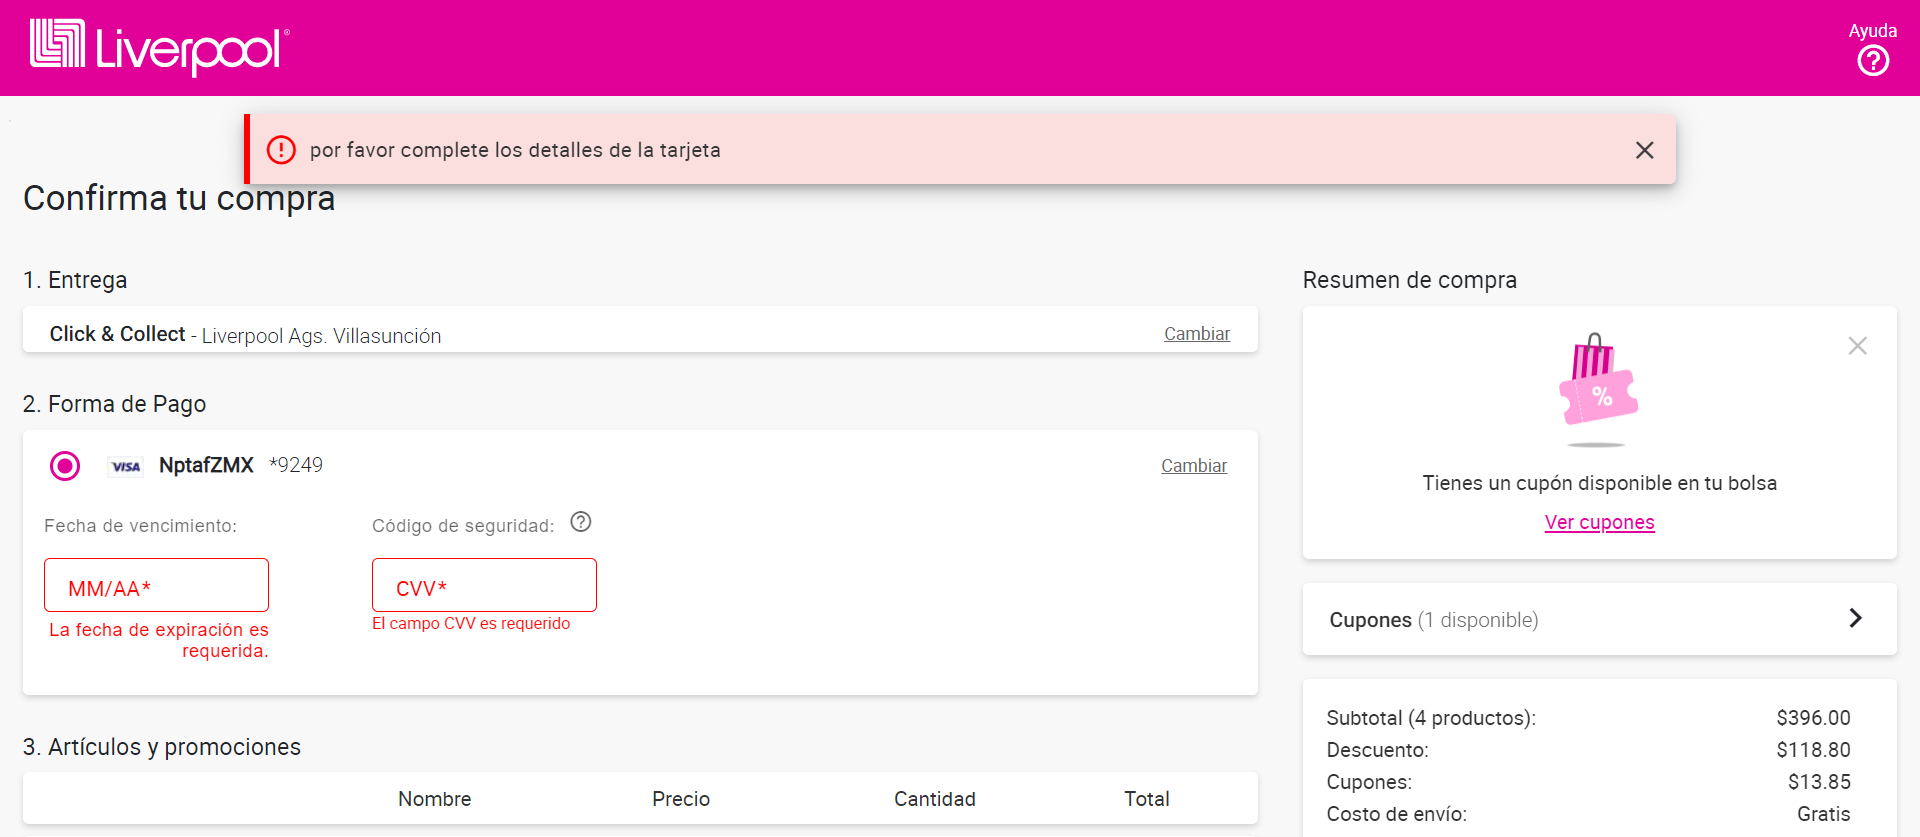 Liverpool®
Ayuda
por favor complete los detalles de la tarjeta
Confirma tu compra
1. Entrega
Click & Collect - Liverpool Ags. Villasunción
Cambiar
2. Forma de Pago
VISA NptafZMX *9249
Cambiar
Fecha de vencimiento:
Código de seguridad:
MM/AA*
CVV*
La fecha de expiración es
requerida.
El campo CVV es requerido
3. Artículos y promociones
Nombre Precio Cantidad Total
Resumen de compra
%
Tienes un cupón disponible en tu bolsa
Ver cupones
Cupones (1 disponible)
Subtotal (4 productos): $396.00
Descuento: $118.80
Cupones: $13.85
Costo de envío: Gratis